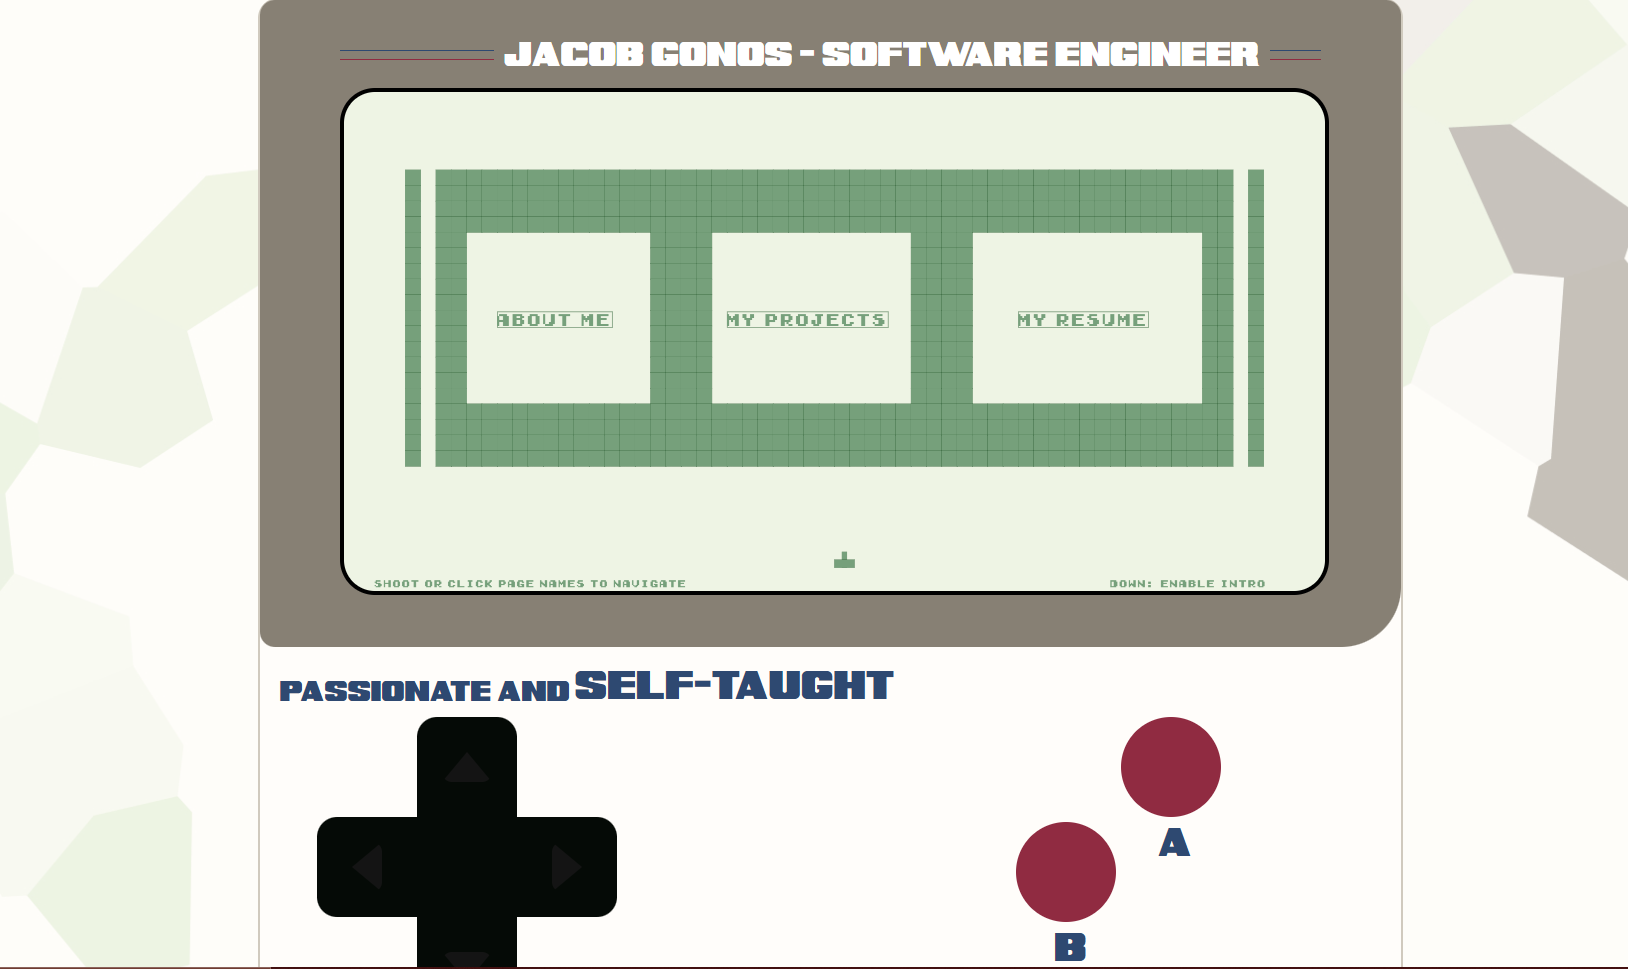 JACOB GONOS - SOFTWARE ENGINEER
ABOUT ME
MY PROJECTS
MY RESUME
SHOOT OR CLICK PAGE NAMES TO NAVIGATE
DOWN: ENABLE INTRO
PASSIONATE AND SELF-TAUGHT
A
B